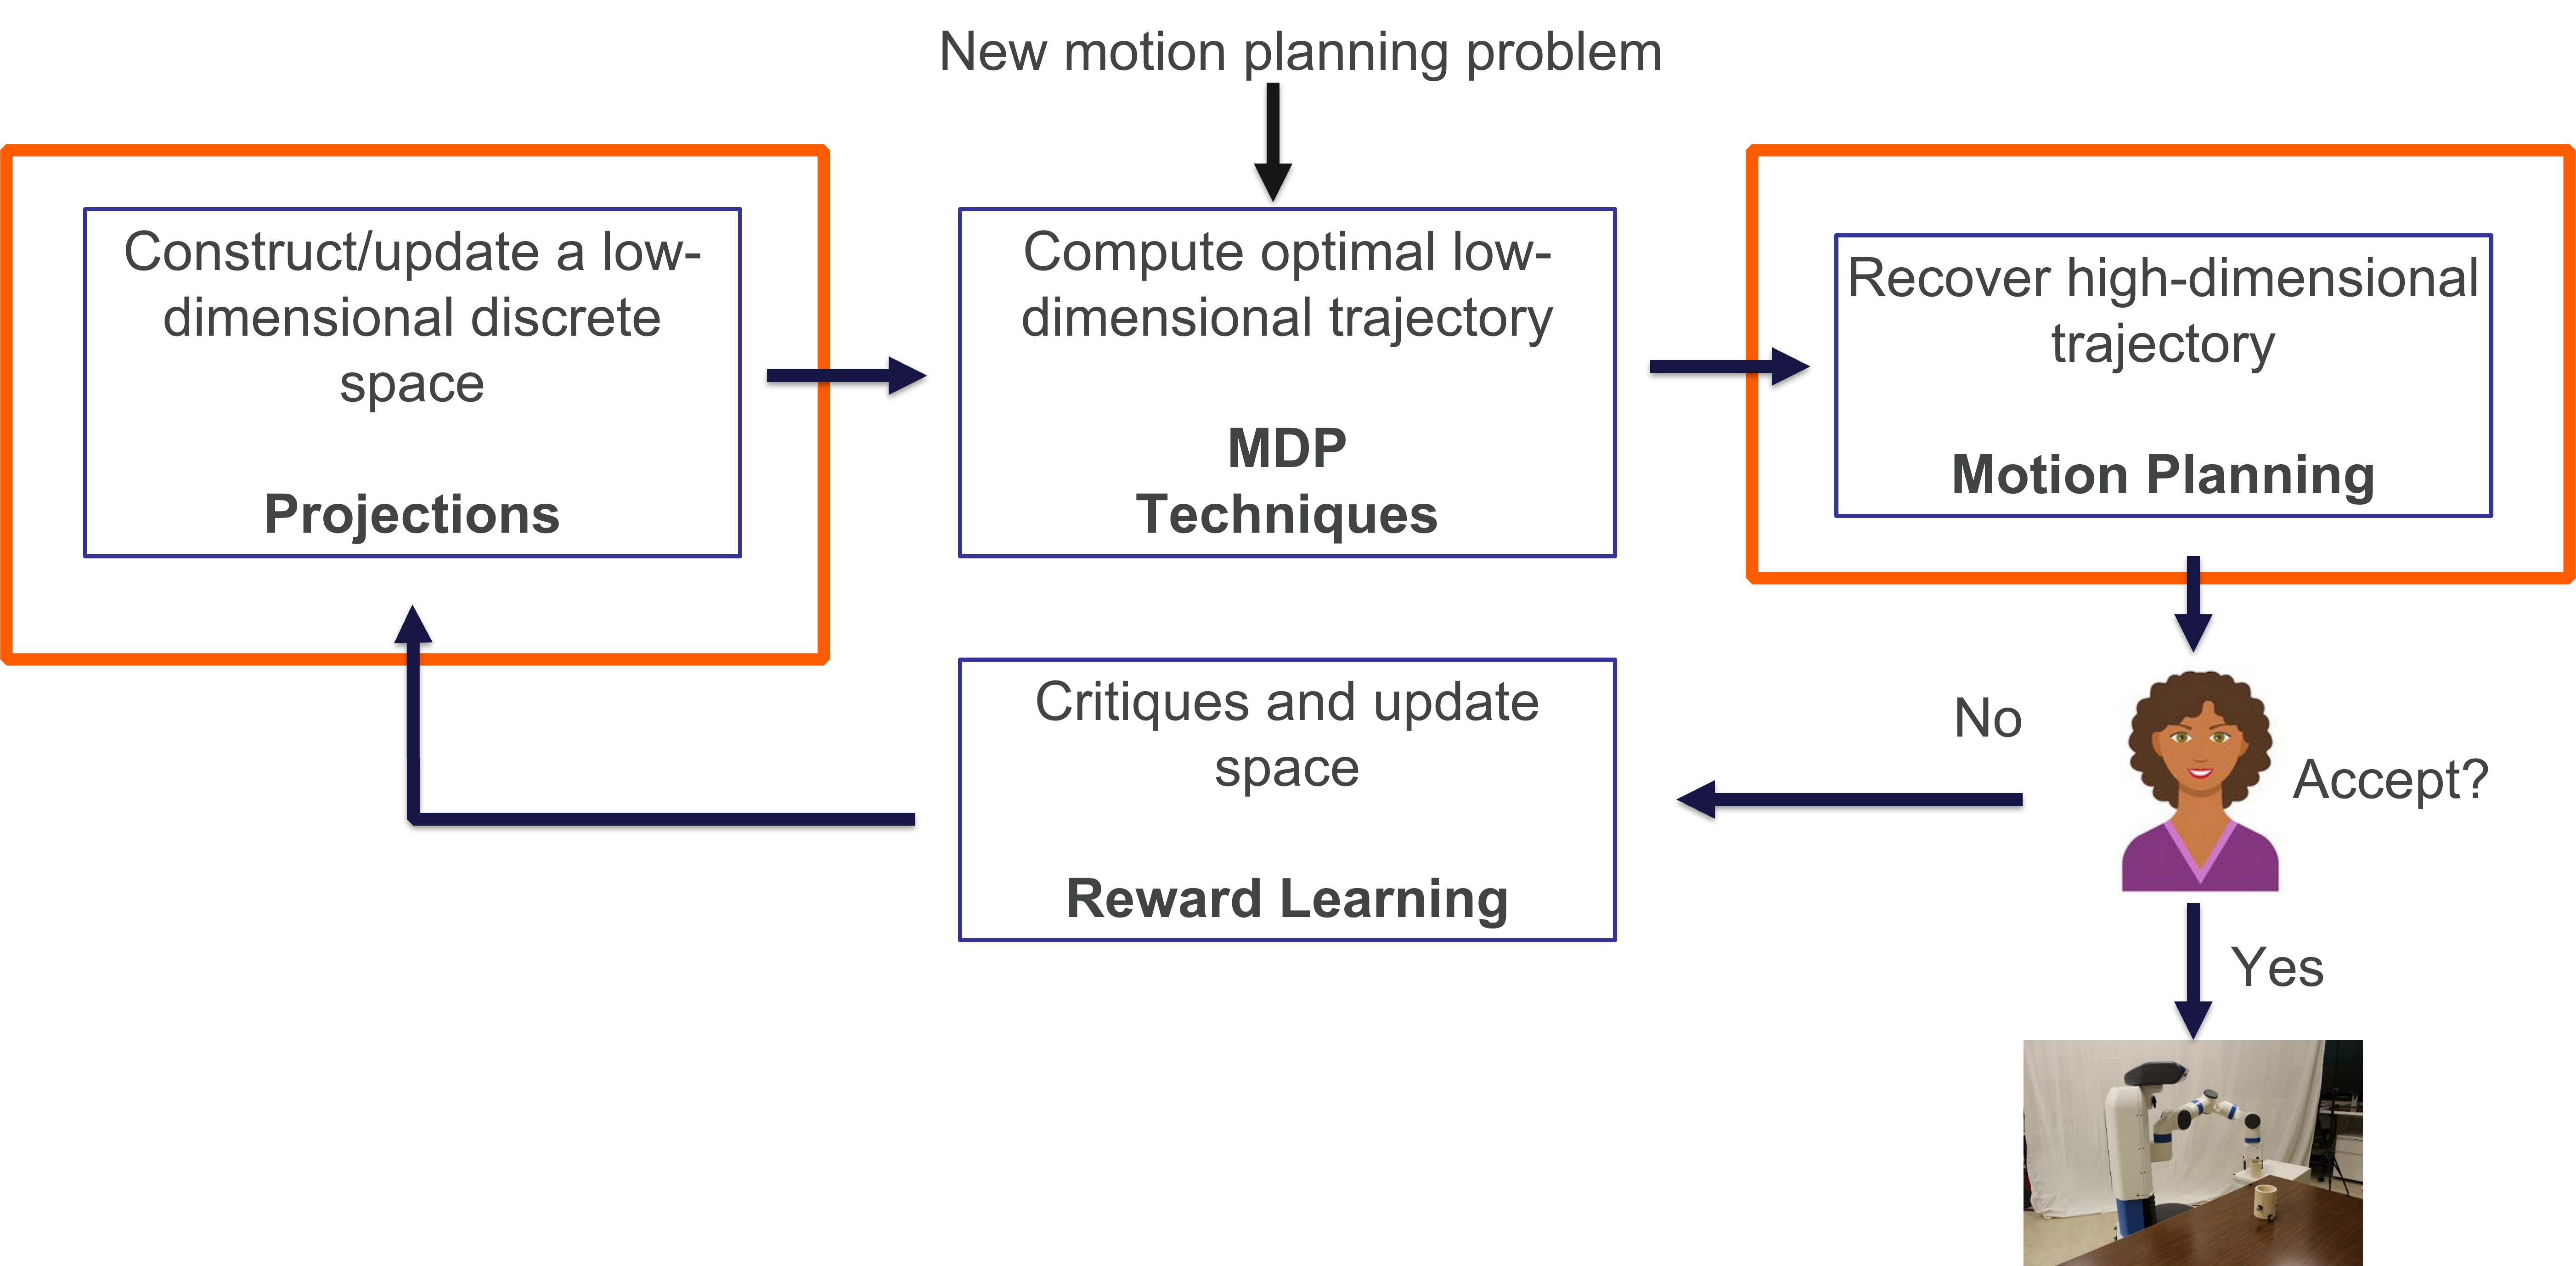 New motion planning problem
Construct/update a low-
dimensional discrete
space
Projections
Compute optimal low-
dimensional trajectory
MDP
Techniques
Recover high-dimensional
trajectory
Motion Planning
Critiques and update
space
Reward Learning
No
Accept?
Yes